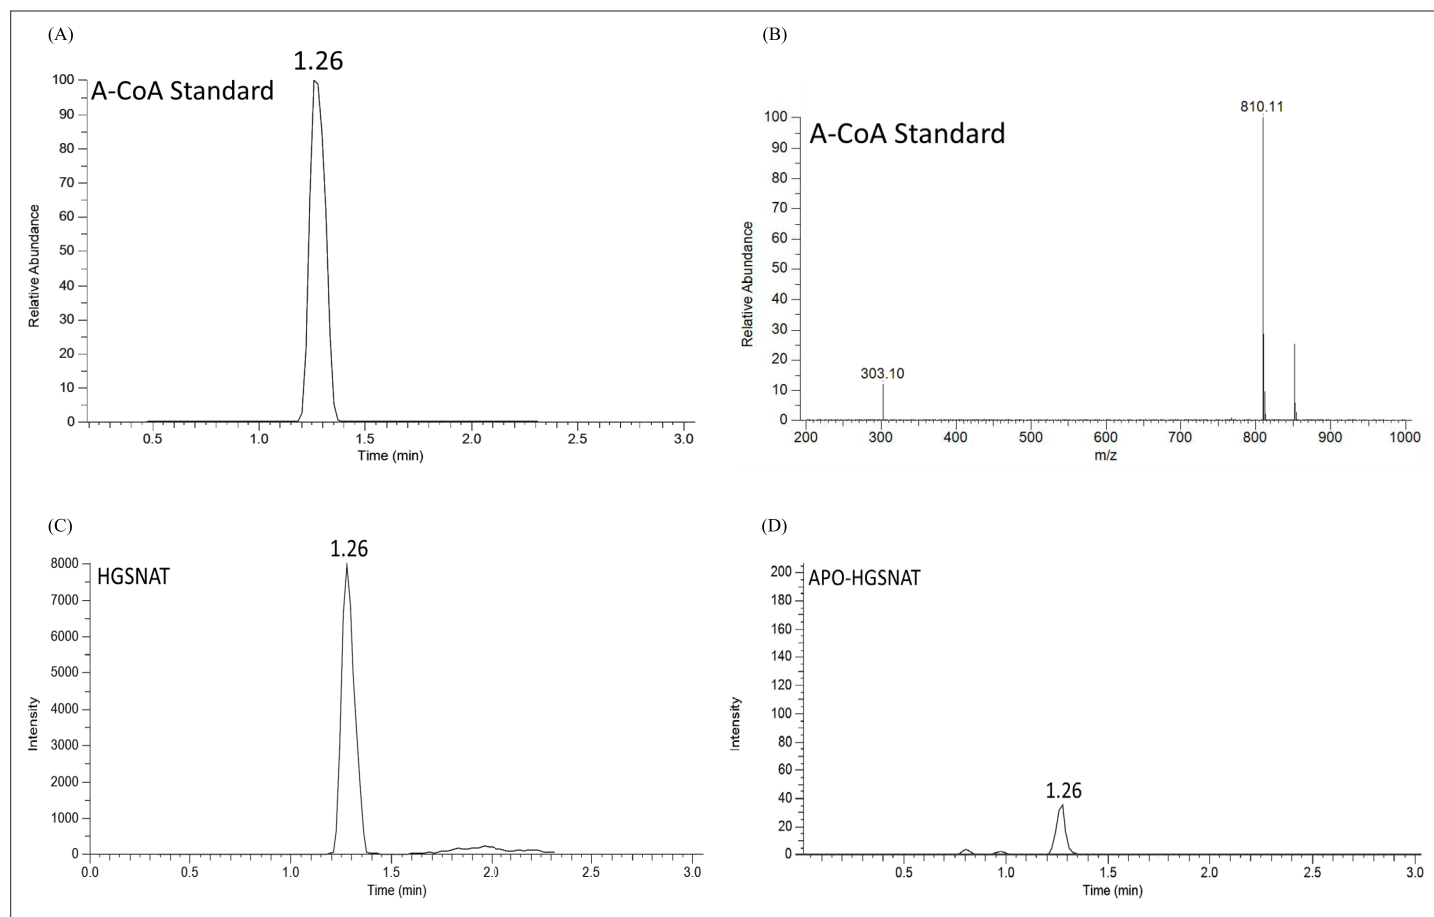 (A)
1.26
A-CoA Standard
100
90
80
70
60
50
40
30
20
10
0
Relative Abundance
0.5 1.0 1.5 2.0 2.5 3.0
Time (min)
(B)
810.11
A-CoA Standard
100
90
80
70
60
50
40
30
20
10
0
303.10
Relative Abundance
200 300 400 500 600 700 800 900 1000
m/z
(C)
1.26
HGSNAT
8000
7000
6000
5000
4000
3000
2000
1000
0
Intensity
0.0 0.5 1.0 1.5 2.0 2.5 3.0
Time (min)
(D)
APO-HGSNAT
200
180
160
140
120
100
80
60
40
20
0
1.26
Intensity
0.5 1.0 1.5 2.0 2.5 3.0
Time (min)